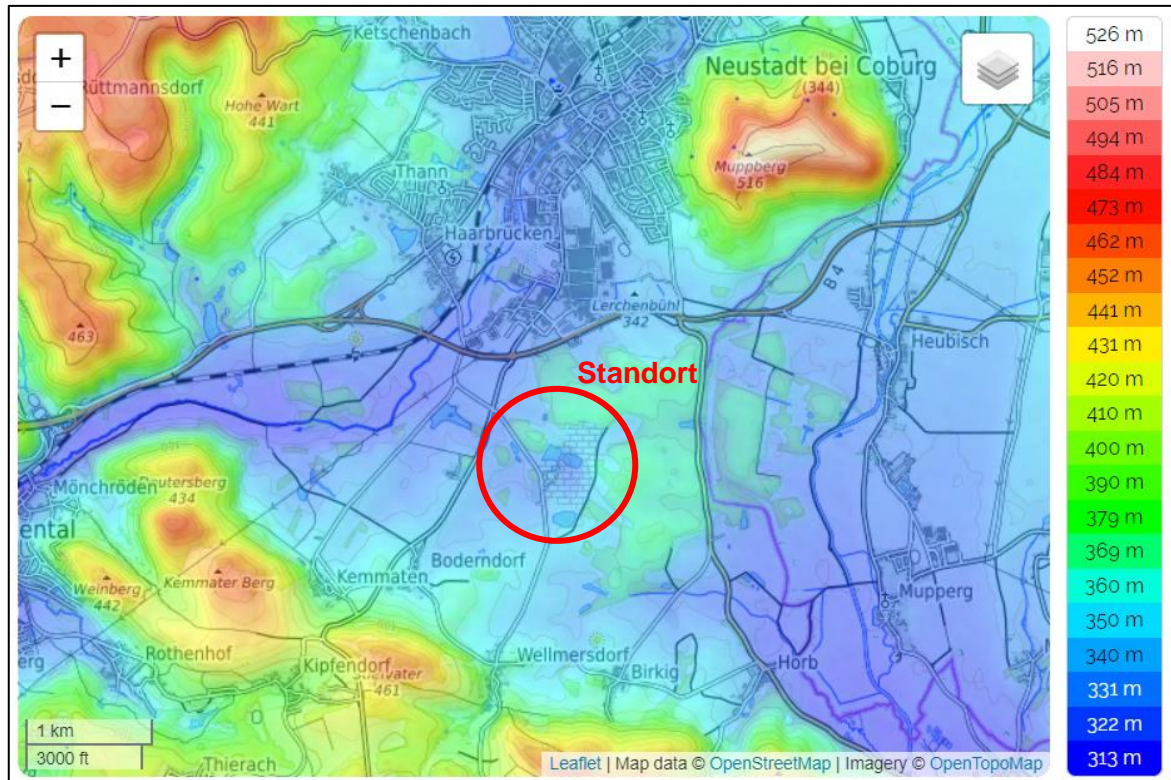 +
−
Ketschenbach
Rüttmannsdorf
Hohe Wart
441
Neustadt bei Coburg
(344)
Muppberg
516
Thann
Haarbrücken
B 4
Lerchenbühl
342
463
Heubisch
Standort
Mönchröden
434
ental
Boderndorf
Kemmaten
Kemmater Berg
Weinberg
442
Mupperg
Rothenhof
Kipfendorf
461
Wellmersdorf
Birkig
Horb
erg
Thierach
1 km
3000 ft
Leaflet | Map data © OpenStreetMap | Imagery © OpenTopoMap
526 m
516 m
505 m
494 m
484 m
473 m
462 m
452 m
441 m
431 m
420 m
410 m
400 m
390 m
379 m
369 m
360 m
350 m
340 m
331 m
322 m
313 m